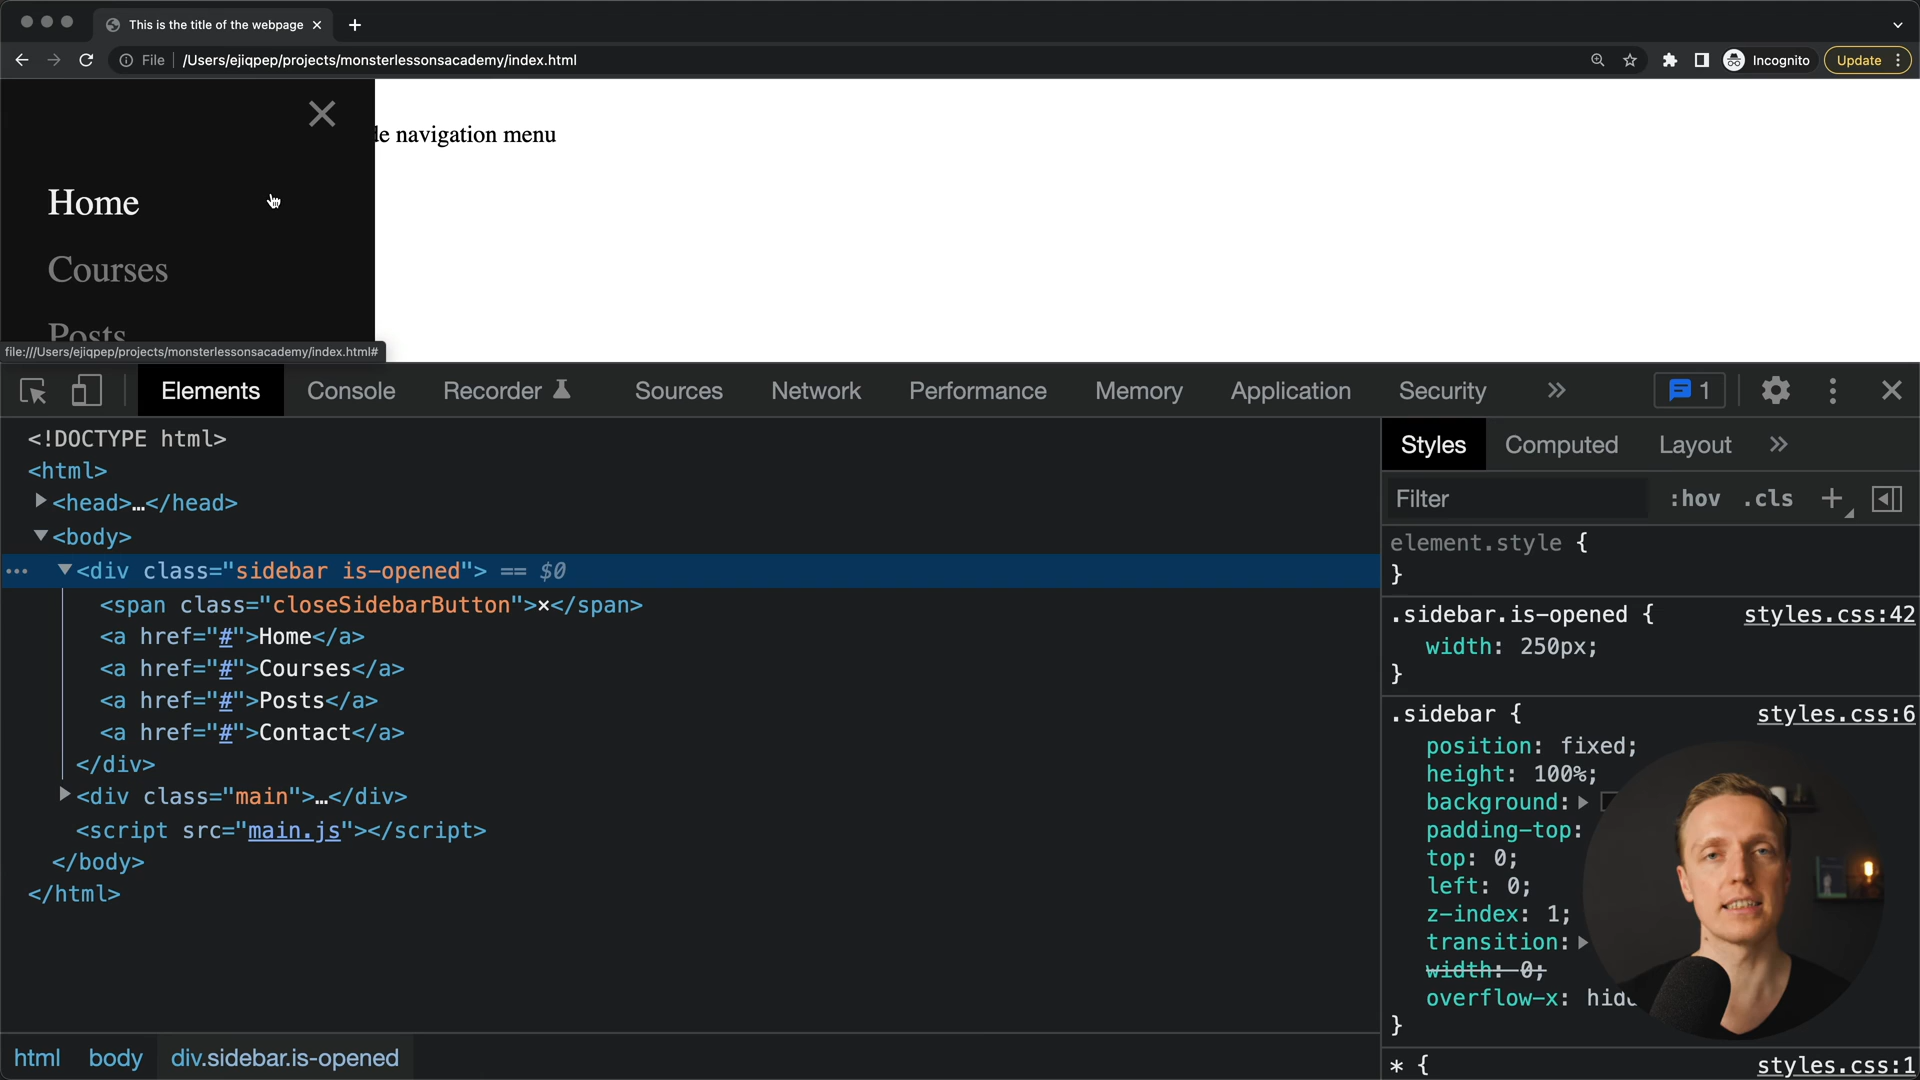 This is the title of the webpage
File /Users/ejiqpep/projects/monsterlessonsacademy/index.html
Incognito
Update
×
navigation menu
Home
Courses
Posts
file:///Users/ejiqpep/projects/monsterlessonsacademy/index.html#
Elements Console Recorder Sources Network Performance Memory Application Security » 1
<!DOCTYPE html>
<html>
<head>…</head>
<body>
<div class="sidebar is-opened"> == $0
<span class="closeSidebarButton">×</span>
<a href="#">Home</a>
<a href="#">Courses</a>
<a href="#">Posts</a>
<a href="#">Contact</a>
</div>
<div class="main">…</div>
<script src="main.js"></script>
</body>
</html>
html body div.sidebar.is-opened
Styles Computed Layout »
Filter :hov .cls +
element.style {
}
.sidebar.is-opened { styles.css:42
width: 250px;
}
.sidebar { styles.css:6
position: fixed;
height: 100%;
background:
padding-top:
top: 0;
left: 0;
z-index: 1;
transition:
width: 0;
overflow-x:
}
* { styles.css:1